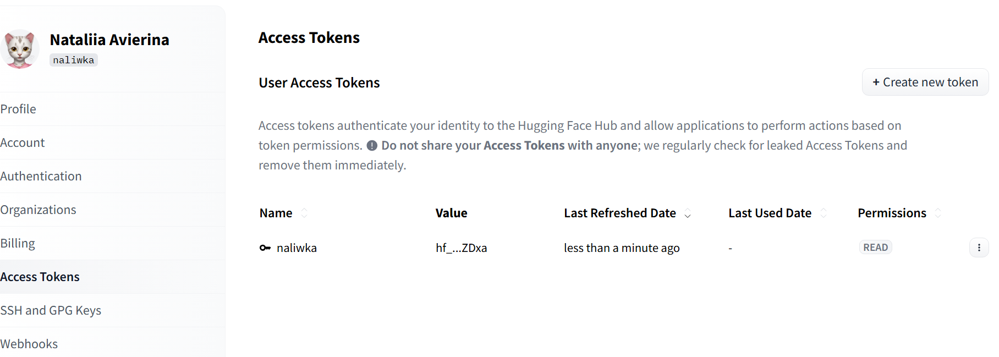 Nataliia Avierina
naliwka
Profile
Account
Authentication
Organizations
Billing
Access Tokens
SSH and GPG Keys
Webhooks
Access Tokens
User Access Tokens
+ Create new token
Access tokens authenticate your identity to the Hugging Face Hub and allow applications to perform actions based on
token permissions. Do not share your Access Tokens with anyone; we regularly check for leaked Access Tokens and
remove them immediately.
Name Value Last Refreshed Date Last Used Date Permissions
naliwka hf_...ZDxa less than a minute ago - READ